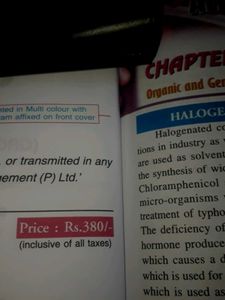 ted in Multi colour with
am affixed on front cover
or transmitted in any
gement (P) Ltd.'
Price : Rs.380/-
(inclusive of all taxes)
CHAPTE
Organic and Ge
HALOGE
Halogenated co
tions in industry as
are used as solvent
the synthesis of wi
Chloramphenicol
micro-organisms
treatment of typho
The deficiency of
hormone produce
which causes a d
which is used for
which is used as